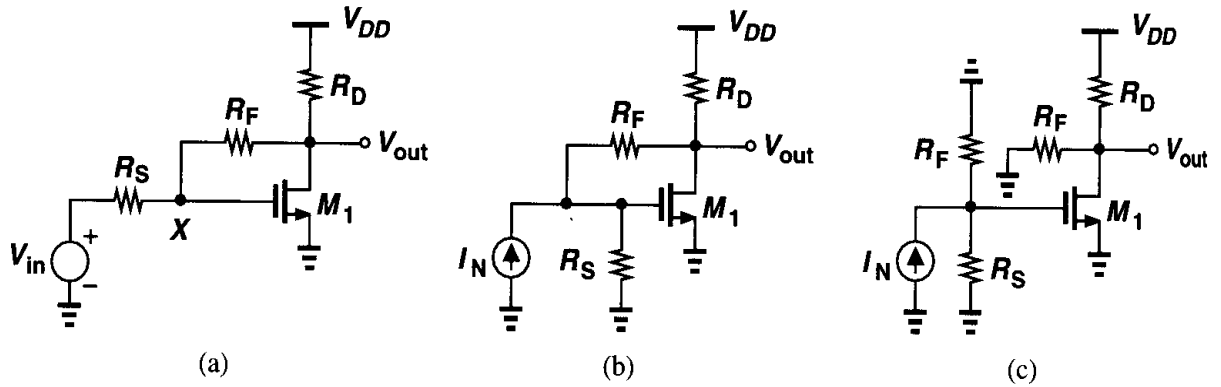 V_DD
R_D
R_F
V_out
R_S
X
M_1
V_in
+
−
(a)
V_DD
R_D
R_F
V_out
M_1
I_N
R_S
(b)
V_DD
R_D
R_F
R_F
V_out
M_1
I_N
R_S
(c)